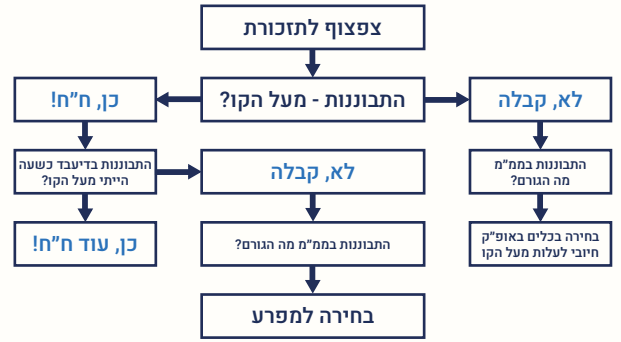 צפצוף לתזכורת
לא, קבלה
התבוננות - מעל הקו?
כן, ח״ח!
התבוננות בממ״מ
מה הגורם?
לא, קבלה
התבוננות בדיעבד כשעה
הייתי מעל הקו?
בחירה בכלים באופ״ק
חיובי לעלות מעל הקו
התבוננות בממ״מ מה הגורם?
כן, עוד ח״ח!
בחירה למפרע